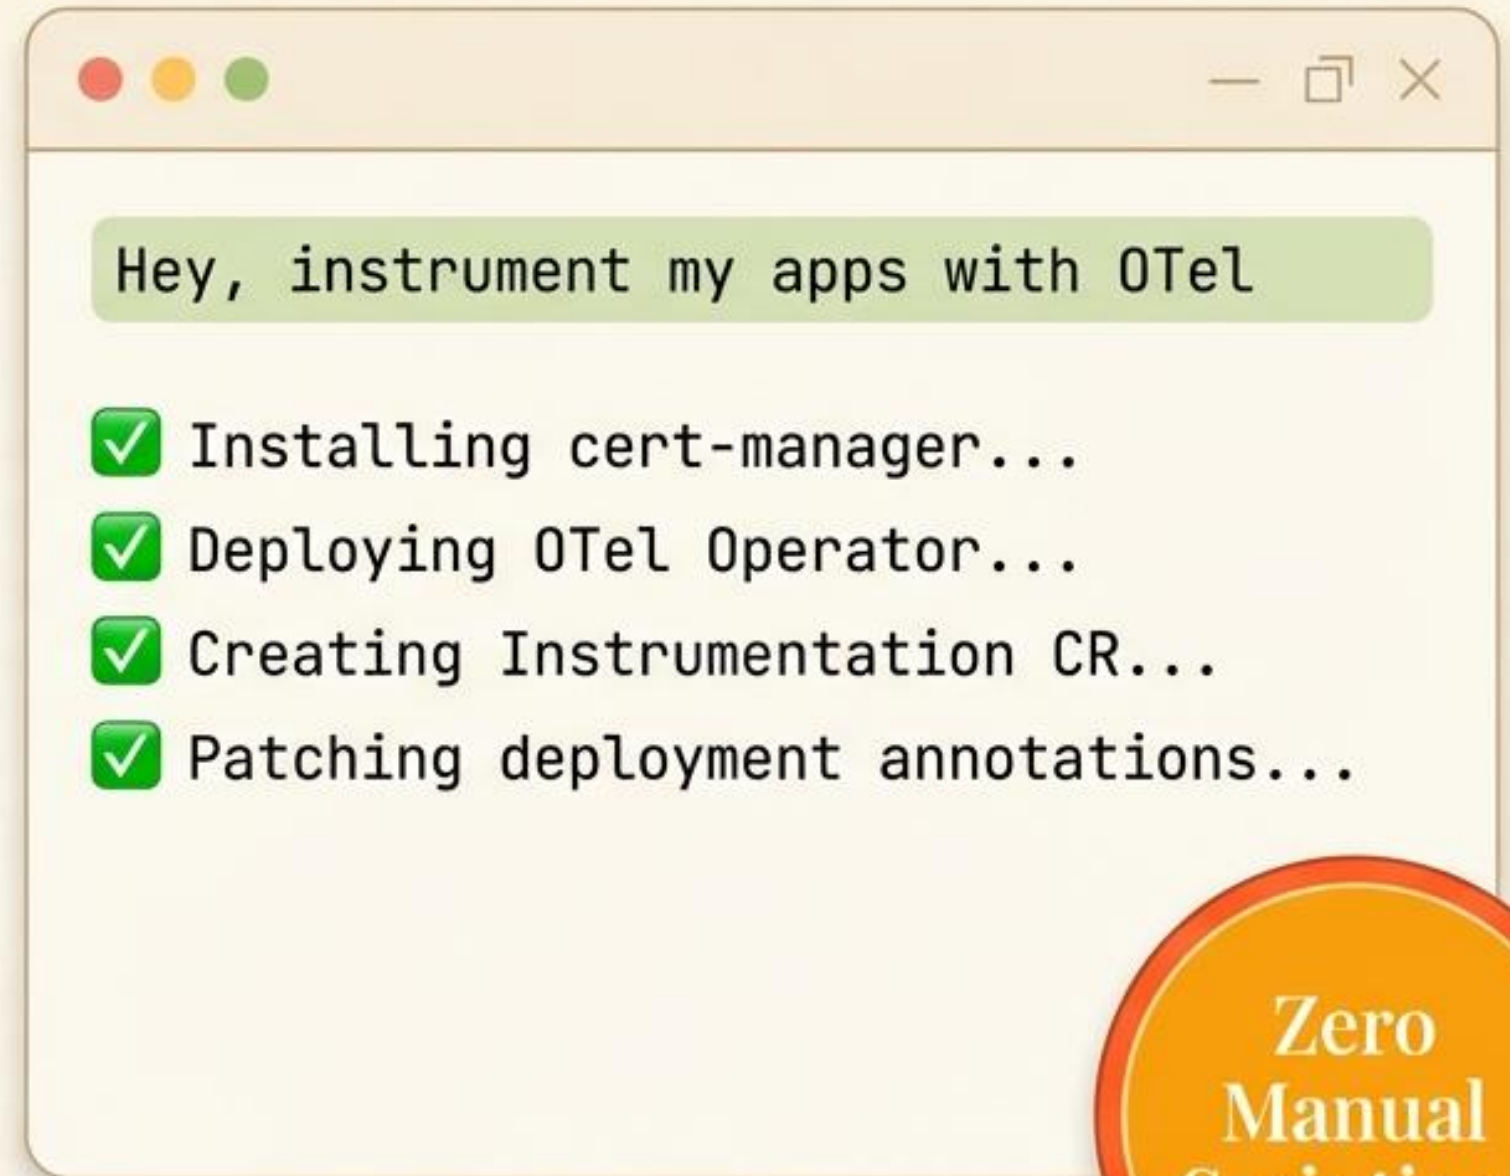 Hey, instrument my apps with OTel
✅ Installing cert-manager...
✅ Deploying OTel Operator...
✅ Creating Instrumentation CR...
✅ Patching deployment annotations...
Zero
Manual